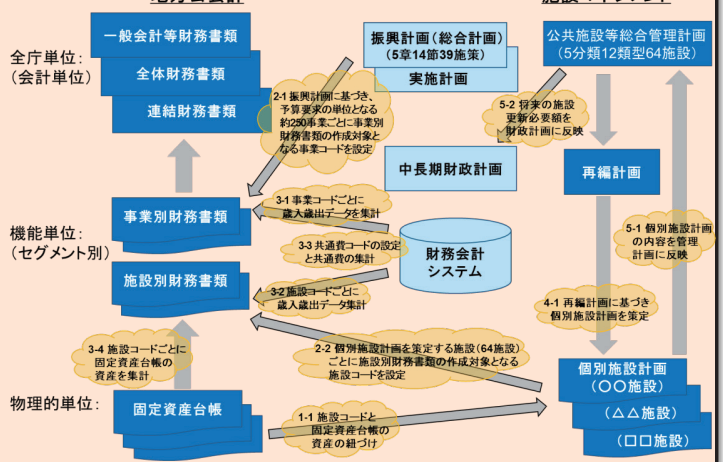 全庁単位:
(会計単位)
一般会計等財務書類
全体財務書類
連結財務書類
振興計画(総合計画)
(5章14節39施策)
実施計画
公共施設等総合管理計画
(5分類12類型64施設)
2-1 振興計画に基づき、
予算要求の単位となる
約250事業ごとに事業別
財務書類の作成対象と
なる事業コードを設定
5-2 将来の施設
更新必要額を
財政計画に反映
中長期財政計画
再編計画
機能単位:
(セグメント別)
事業別財務書類
施設別財務書類
3-1 事業コードごとに
歳入歳出データを集計
3-3 共通費コードの設定
と共通費の集計
3-2 施設コードごとに
歳入歳出データ集計
財務会計
システム
5-1 個別施設計画
の内容を管理
計画に反映
4-1 再編計画に基づき
個別施設計画を策定
3-4 施設コードごとに
固定資産台帳の
資産を集計
2-2 個別施設計画を策定する施設(64施設)
ごとに施設別財務書類の作成対象となる
施設コードを設定
物理的単位:
固定資産台帳
1-1 施設コードと
固定資産台帳の
資産の紐づけ
個別施設計画
(〇〇施設)
(△△施設)
(□□施設)